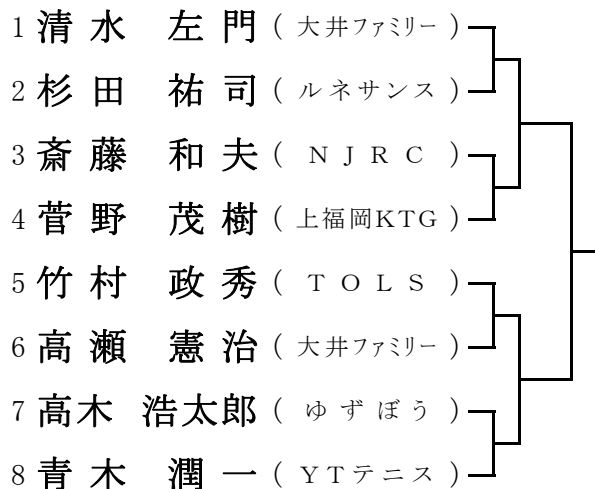 1 清水 左門 ( 大井ファミリー )
2 杉田 祐司 ( ルネサンス )
3 斎藤 和夫 ( NJRC )
4 菅野 茂樹 ( 上福岡KTG )
5 竹村 政秀 ( TOLS )
6 高瀬 憲治 ( 大井ファミリー )
7 高木 浩太郎 ( ゆずぼう )
8 青木 潤一 ( YTテニス )